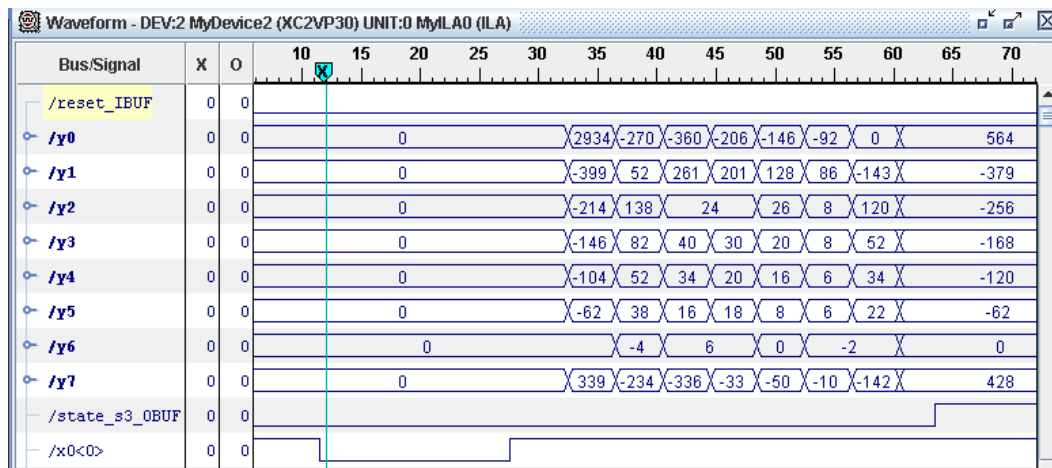 Waveform - DEV:2 MyDevice2 (XC2VP30) UNIT:0 MyILA0 (ILA)
Bus/Signal X O 10 15 20 25 30 35 40 45 50 55 60 65 70
X
/reset_IBUF 0 0
/y0 0 0 0 2934 -270 -360 -206 -146 -92 0 564
/y1 0 0 0 -399 52 261 201 128 86 -143 -379
/y2 0 0 0 -214 138 24 26 8 120 -256
/y3 0 0 0 -146 82 40 30 20 8 52 -168
/y4 0 0 0 -104 52 34 20 16 6 34 -120
/y5 0 0 0 -62 38 16 18 8 6 22 -62
/y6 0 0 0 -4 6 0 -2 0
/y7 0 0 0 339 -234 -336 -33 -50 -10 -142 428
/state_s3_OBUF 0 0
/x0<0> 0 0